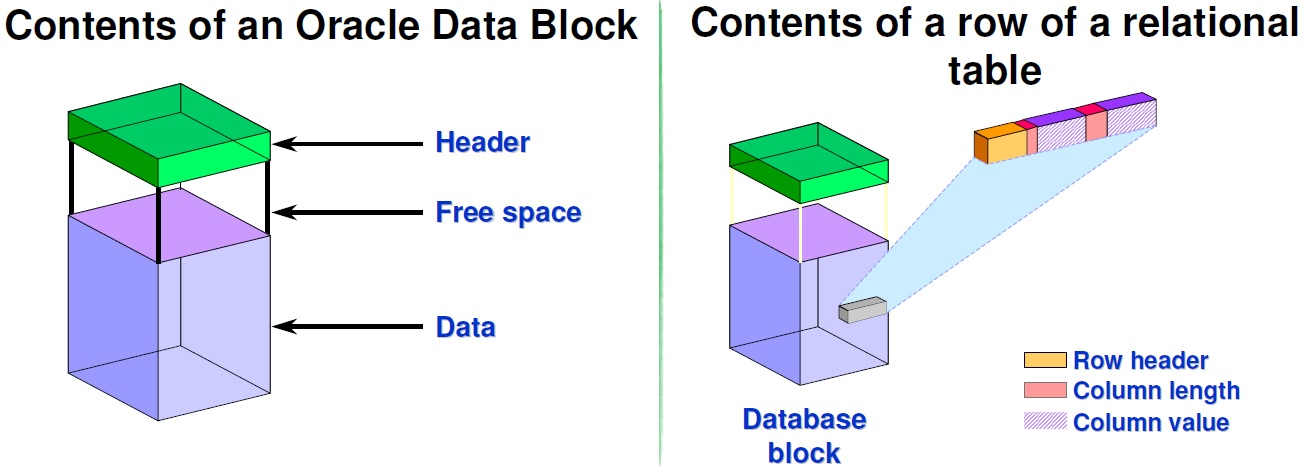 Contents of an Oracle Data Block
Header
Free space
Data
Contents of a row of a relational
table
Database
block
Row header
Column length
Column value